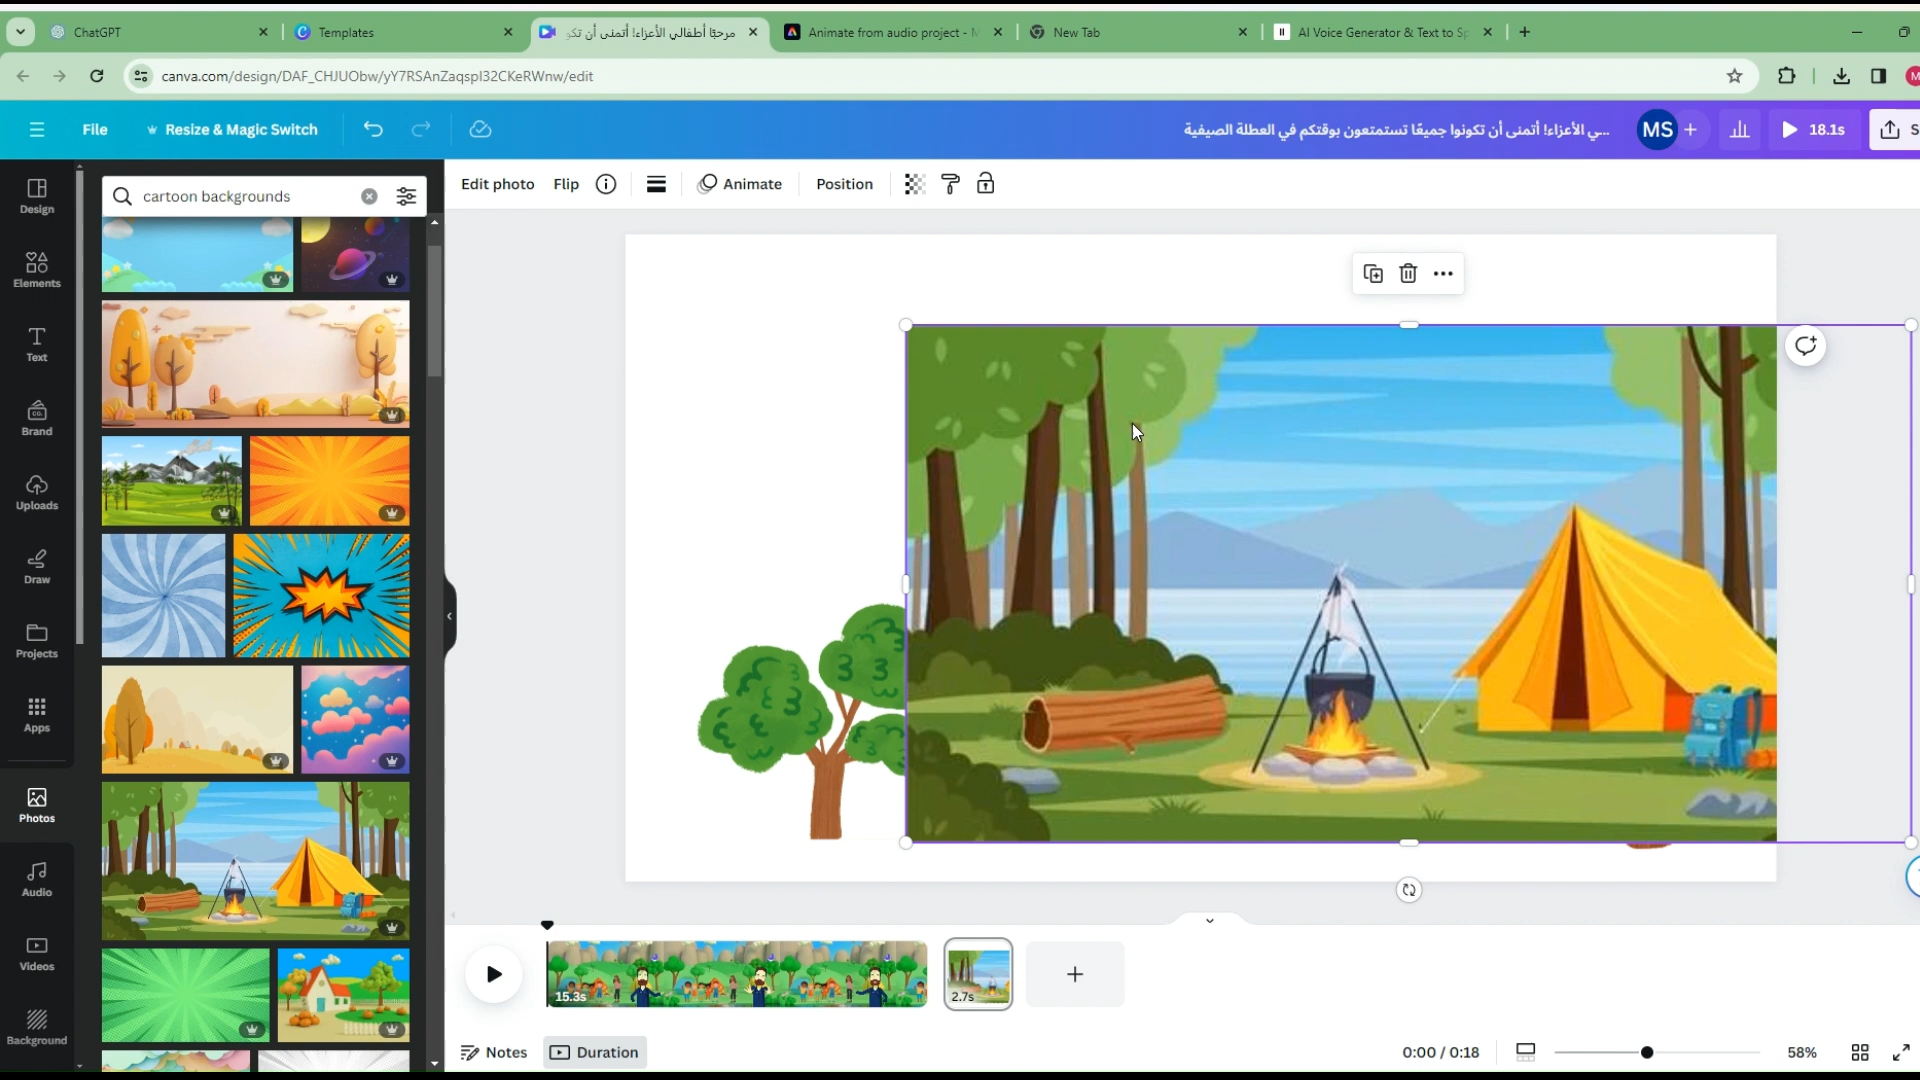 ChatGPT
Templates
مرحبًا أطفالي الأعزاء! أتمنى أن تكو
Animate from audio project -
New Tab
AI Voice Generator & Text to Sp
canva.com/design/DAF_CHJUObw/yY7RSAnZaqspI32CKeRWnw/edit
File
Resize & Magic Switch
...ي الأعزاء! أتمنى أن تكونوا جميعًا تستمتعون بوقتكم في العطلة الصيفية
MS
18.1s
S
Design
Elements
Text
Brand
Uploads
Draw
Projects
Apps
Photos
Audio
Videos
Background
cartoon backgrounds
Edit photo
Flip
Animate
Position
15.3s
2.7s
Notes
Duration
0:00 / 0:18
58%